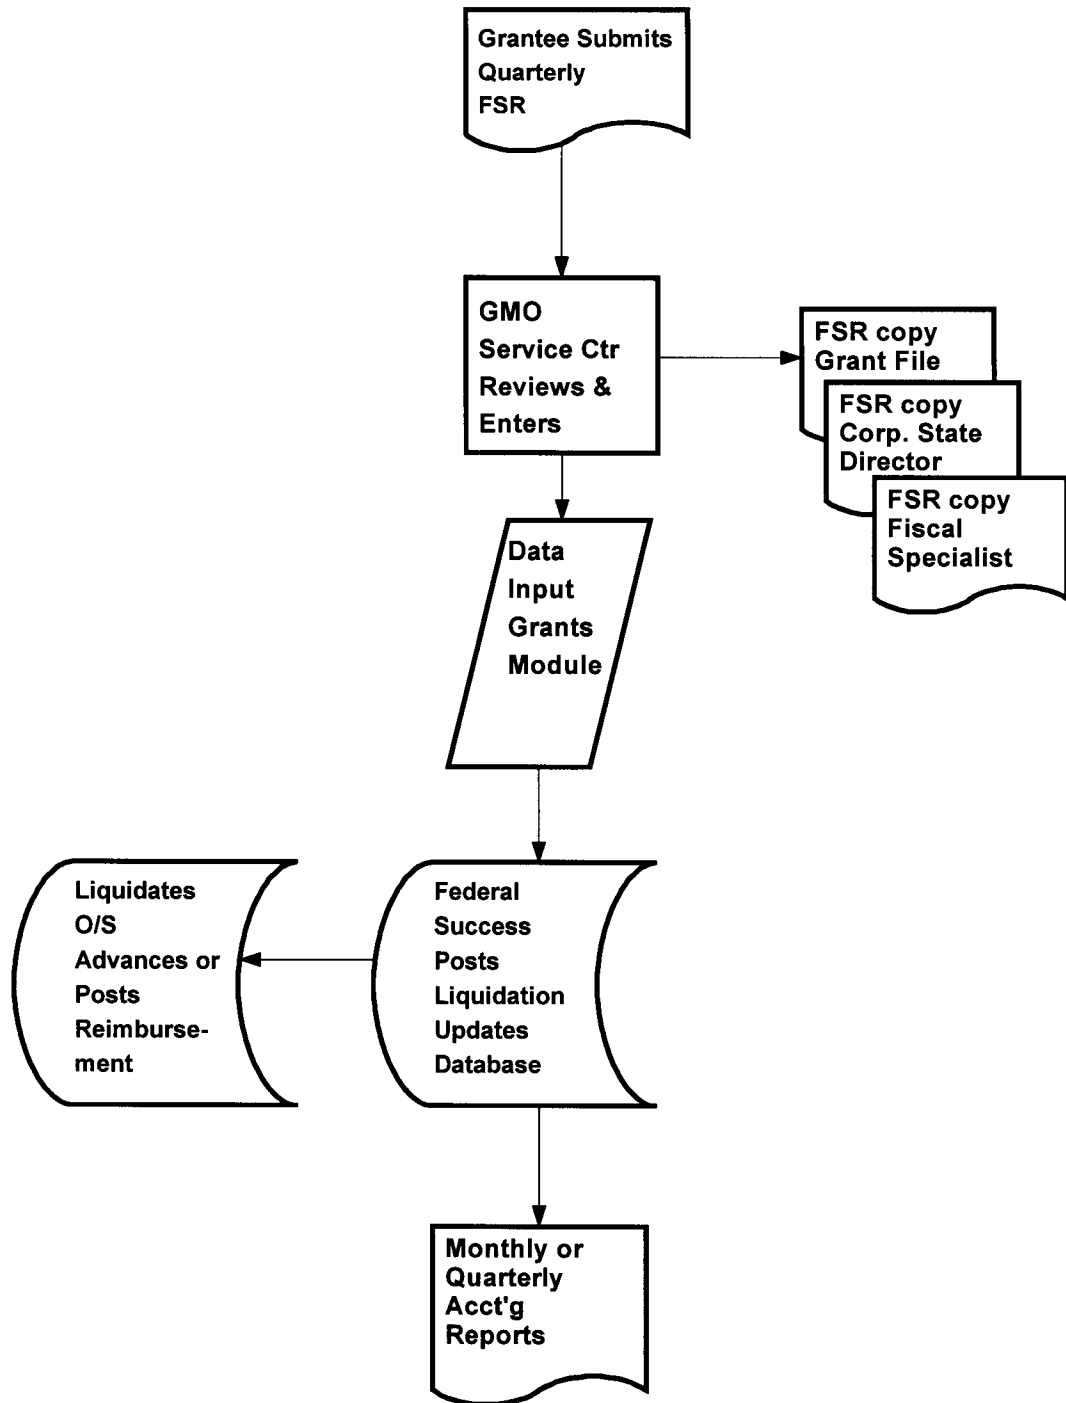 Grantee Submits
Quarterly
FSR
GMO
Service Ctr
Reviews &
Enters
FSR copy
Grant File
FSR copy
Corp. State
Director
FSR copy
Fiscal
Specialist
Data
Input
Grants
Module
Liquidates
O/S
Advances or
Posts
Reimburse-
ment
Federal
Success
Posts
Liquidation
Updates
Database
Monthly or
Quarterly
Acct'g
Reports